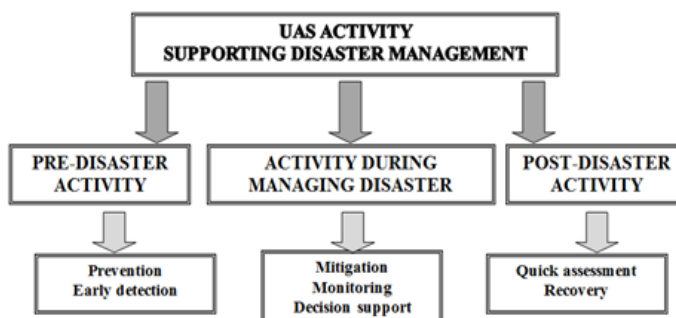 UAS ACTIVITY
SUPPORTING DISASTER MANAGEMENT
PRE-DISASTER
ACTIVITY
ACTIVITY DURING
MANAGING DISASTER
POST-DISASTER
ACTIVITY
Prevention
Early detection
Mitigation
Monitoring
Decision support
Quick assessment
Recovery